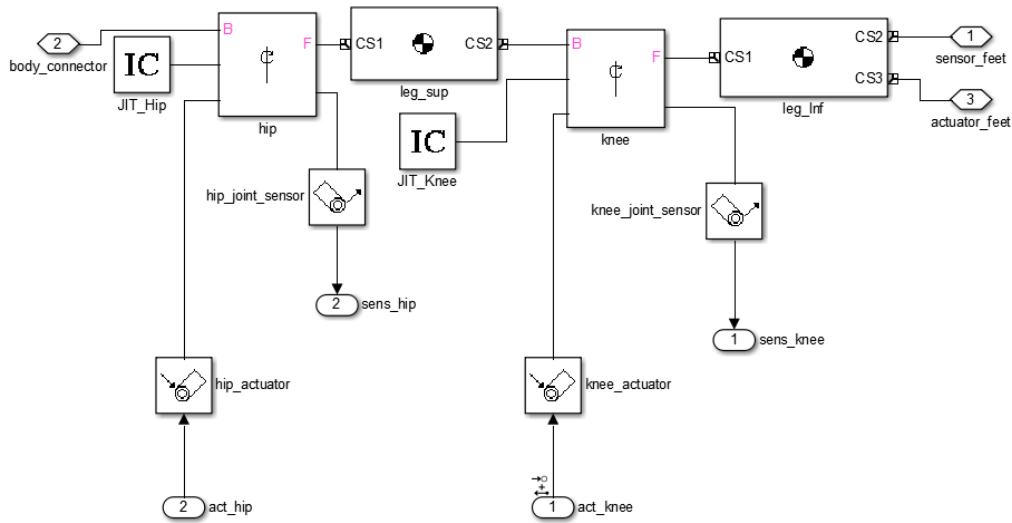 2
body_connector
IC
JIT_Hip
B
F
hip
CS1
CS2
leg_sup
IC
JIT_Knee
B
F
knee
CS1
CS2
CS3
leg_Inf
1
sensor_feet
3
actuator_feet
hip_joint_sensor
2
sens_hip
knee_joint_sensor
1
sens_knee
hip_actuator
2
act_hip
knee_actuator
1
act_knee